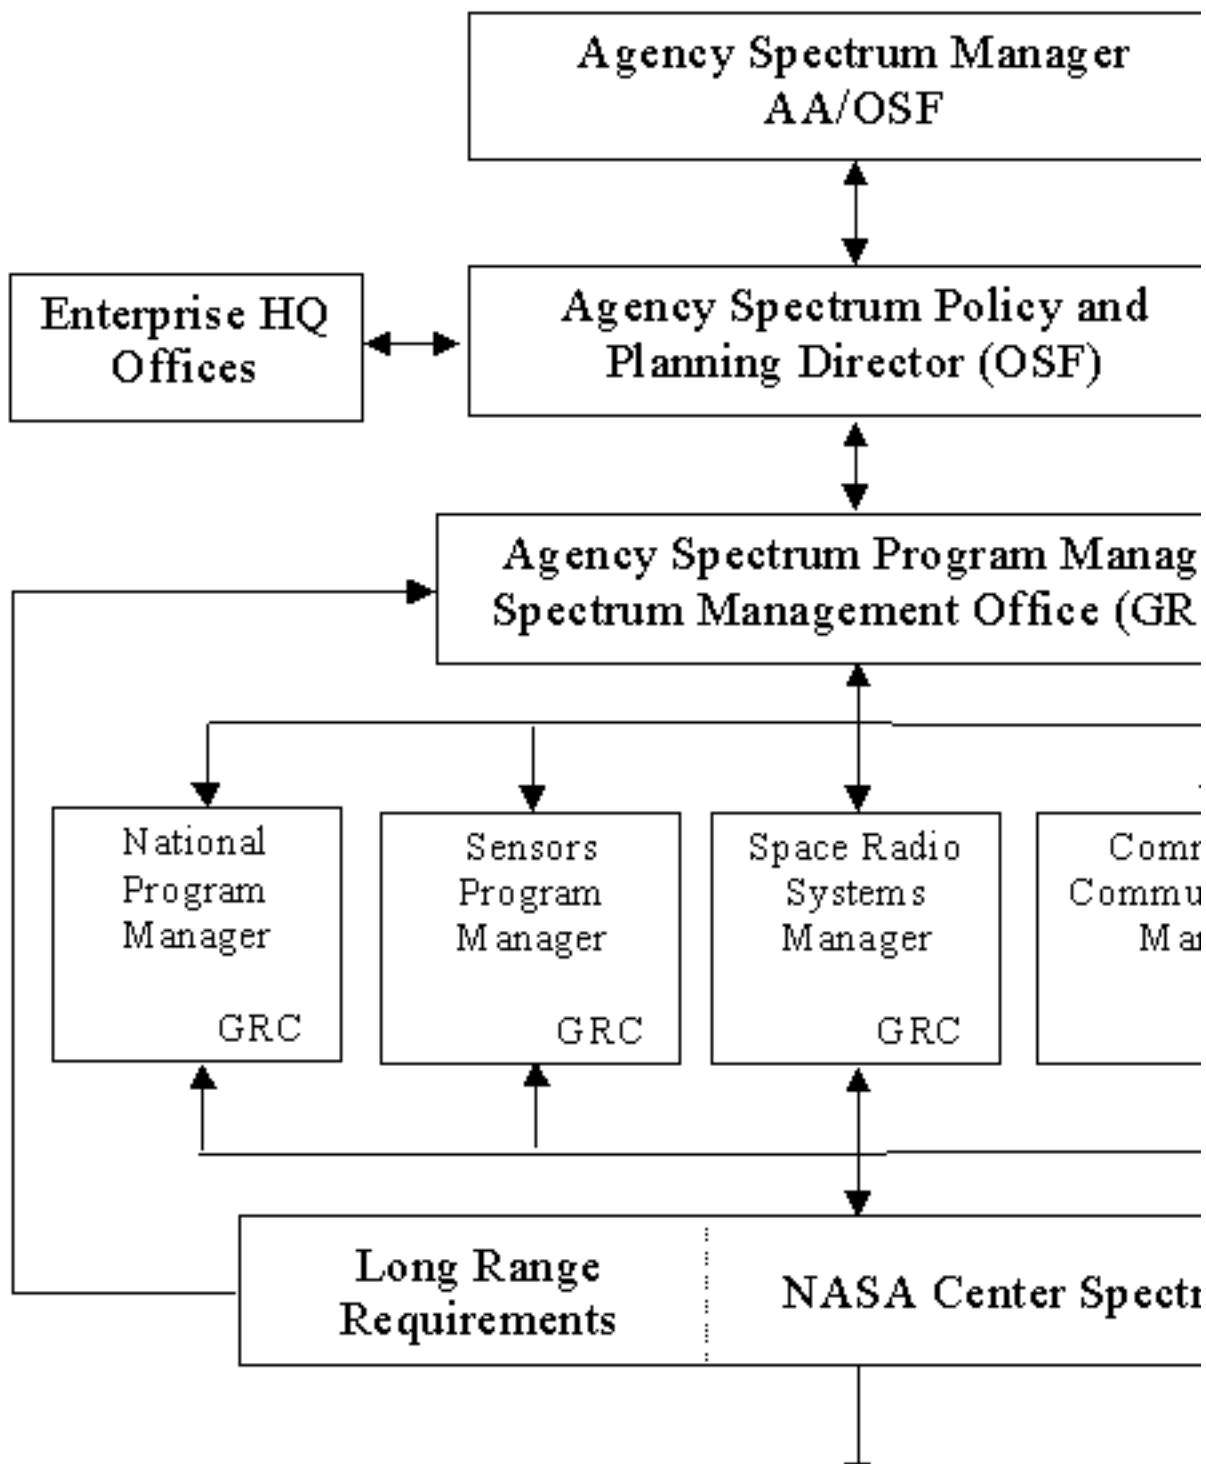 Agency Spectrum Manager
AA/OSF
Enterprise HQ
Offices
Agency Spectrum Policy and
Planning Director (OSF)
Agency Spectrum Program Manag
Spectrum Management Office (GR
National
Program
Manager
GRC
Sensors
Program
Manager
GRC
Space Radio
Systems
Manager
GRC
Long Range
Requirements
NASA Center Spectr